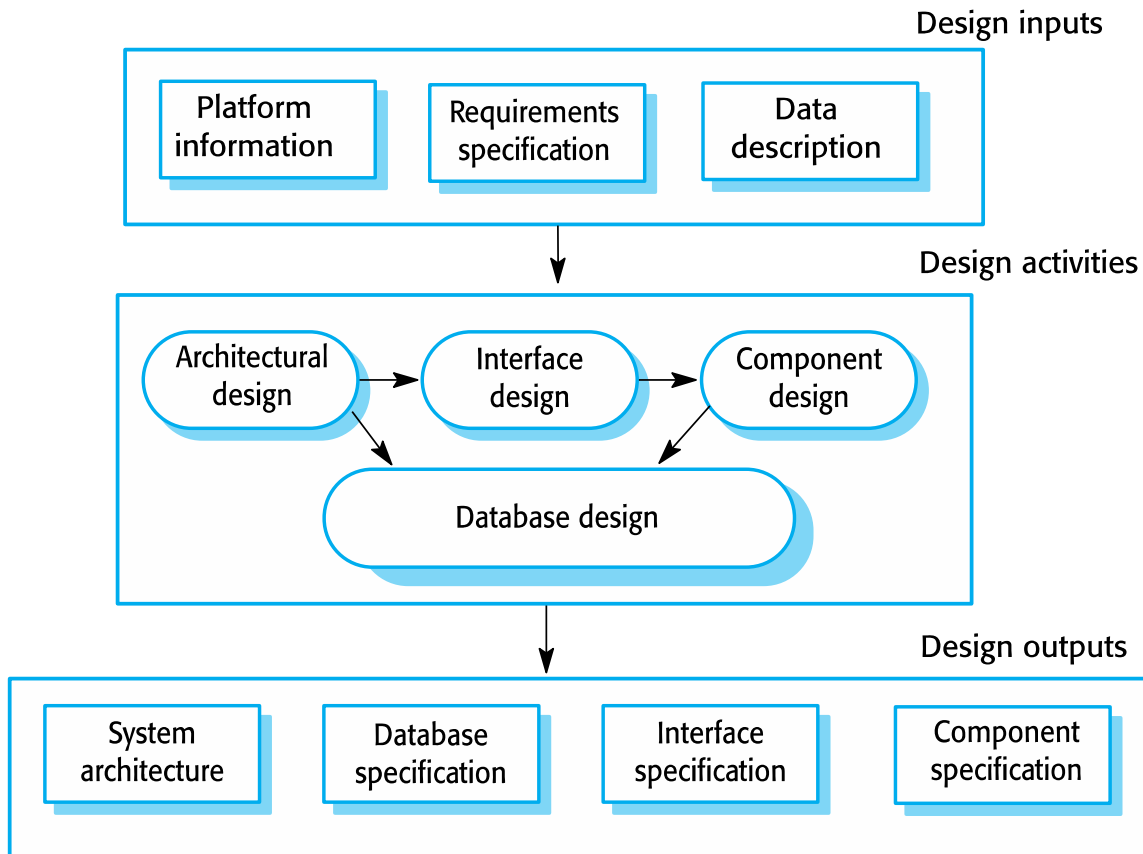 Design inputs
Platform
information
Requirements
specification
Data
description
Design activities
Architectural
design
Interface
design
Component
design
Database design
Design outputs
System
architecture
Database
specification
Interface
specification
Component
specification